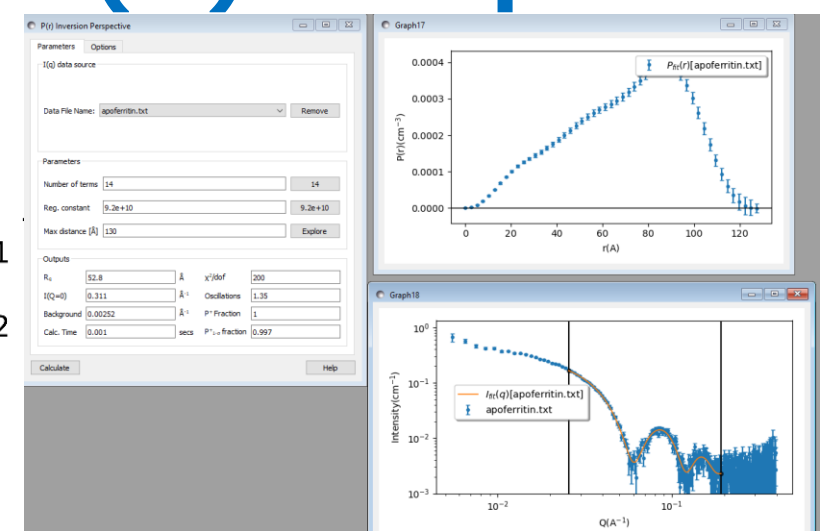 P(r) Inversion Perspective
Parameters Options
I(q) data source
Data File Name: apoferritin.txt Remove
Parameters
Number of terms 14 14
Reg. constant 9.2e+10 9.2e+10
Max distance [Å] 130 Explore
Outputs
Rg 52.8 Å χ²/dof 200
I(Q=0) 0.311 Å⁻¹ Oscillations 1.35
Background 0.00252 Å⁻¹ P⁺ Fraction 1
Calc. Time 0.001 secs P⁺1-σ fraction 0.997
Calculate Help
1
2
Graph17
Pfit(r)[apoferritin.txt]
P(r)(cm⁻³)
0.0004
0.0003
0.0002
0.0001
0.0000
0 20 40 60 80 100 120
r(A)
Graph18
Intensity(cm⁻¹)
10⁰
10⁻¹
10⁻²
10⁻³
Ifit(q)[apoferritin.txt]
apoferritin.txt
10⁻² 10⁻¹
Q(A⁻¹)